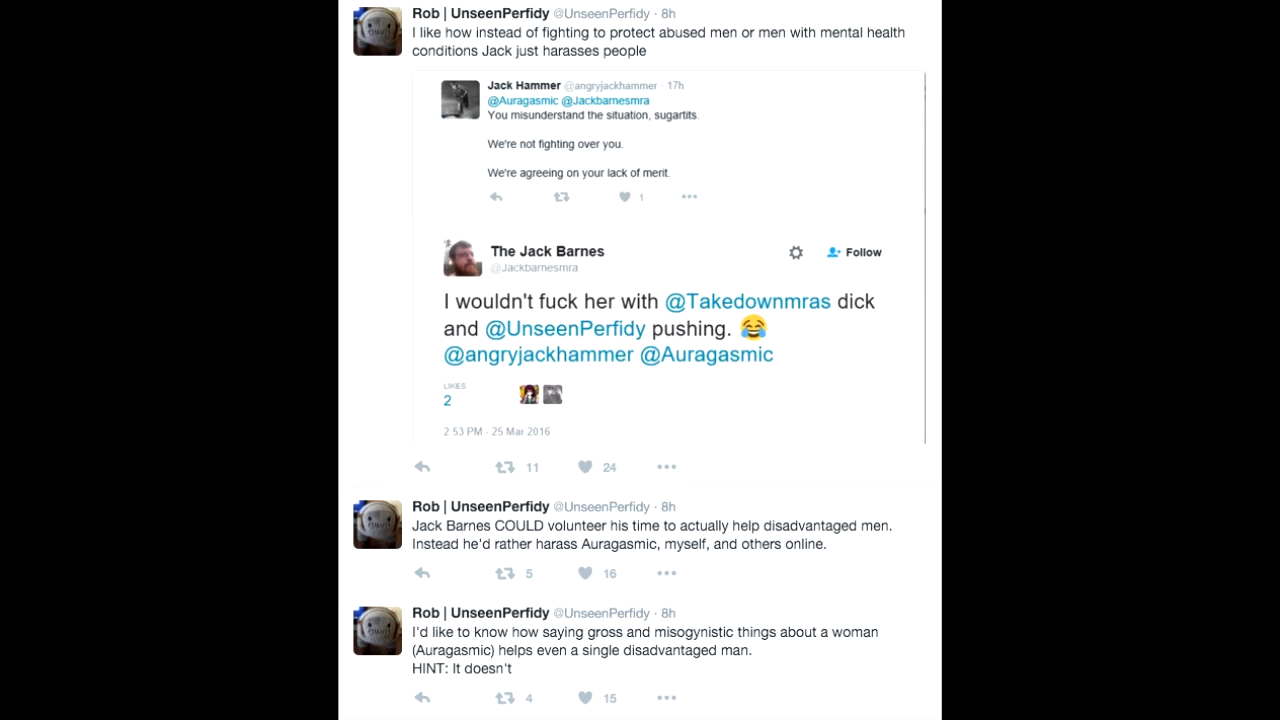 Rob | UnseenPerfidy @UnseenPerfidy · 8h
I like how instead of fighting to protect abused men or men with mental health
conditions Jack just harasses people
Jack Hammer @angryjackhammer · 17h
@Auragasmic @Jackbarnesmra
You misunderstand the situation, sugartits.
We're not fighting over you.
We're agreeing on your lack of merit.
1
The Jack Barnes
@Jackbarnesmra
Follow
I wouldn't fuck her with @Takedownmras dick
and @UnseenPerfidy pushing. 😂
@angryjackhammer @Auragasmic
LIKES
2
2:53 PM - 25 Mar 2016
11 24
Rob | UnseenPerfidy @UnseenPerfidy · 8h
Jack Barnes COULD volunteer his time to actually help disadvantaged men.
Instead he'd rather harass Auragasmic, myself, and others online.
5 16
Rob | UnseenPerfidy @UnseenPerfidy · 8h
I'd like to know how saying gross and misogynistic things about a woman
(Auragasmic) helps even a single disadvantaged man.
HINT: It doesn't
4 15